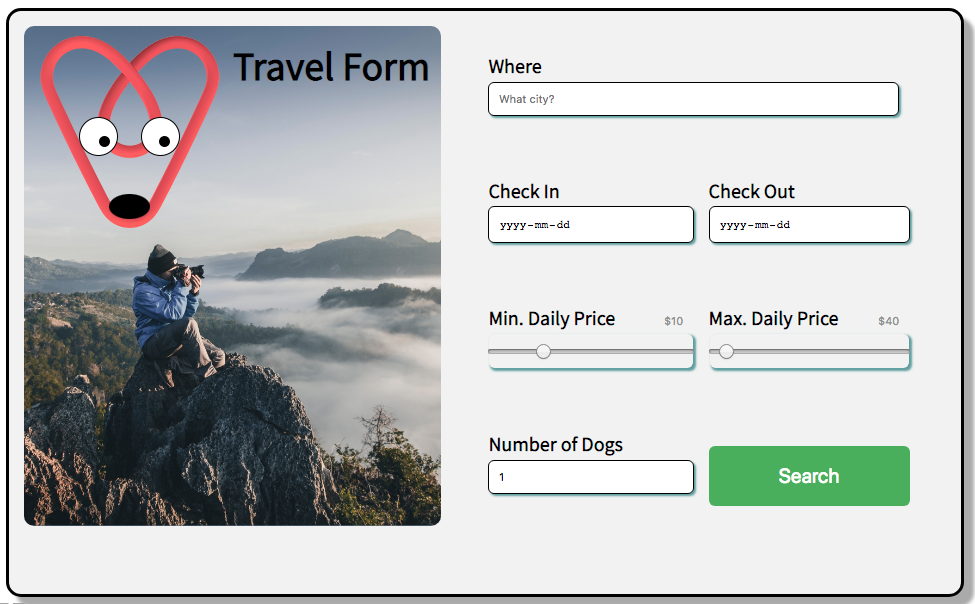 Travel Form
Where
What city?
Check In
Check Out
yyyy-mm-dd
yyyy-mm-dd
Min. Daily Price
$10
Max. Daily Price
$40
Number of Dogs
1
Search